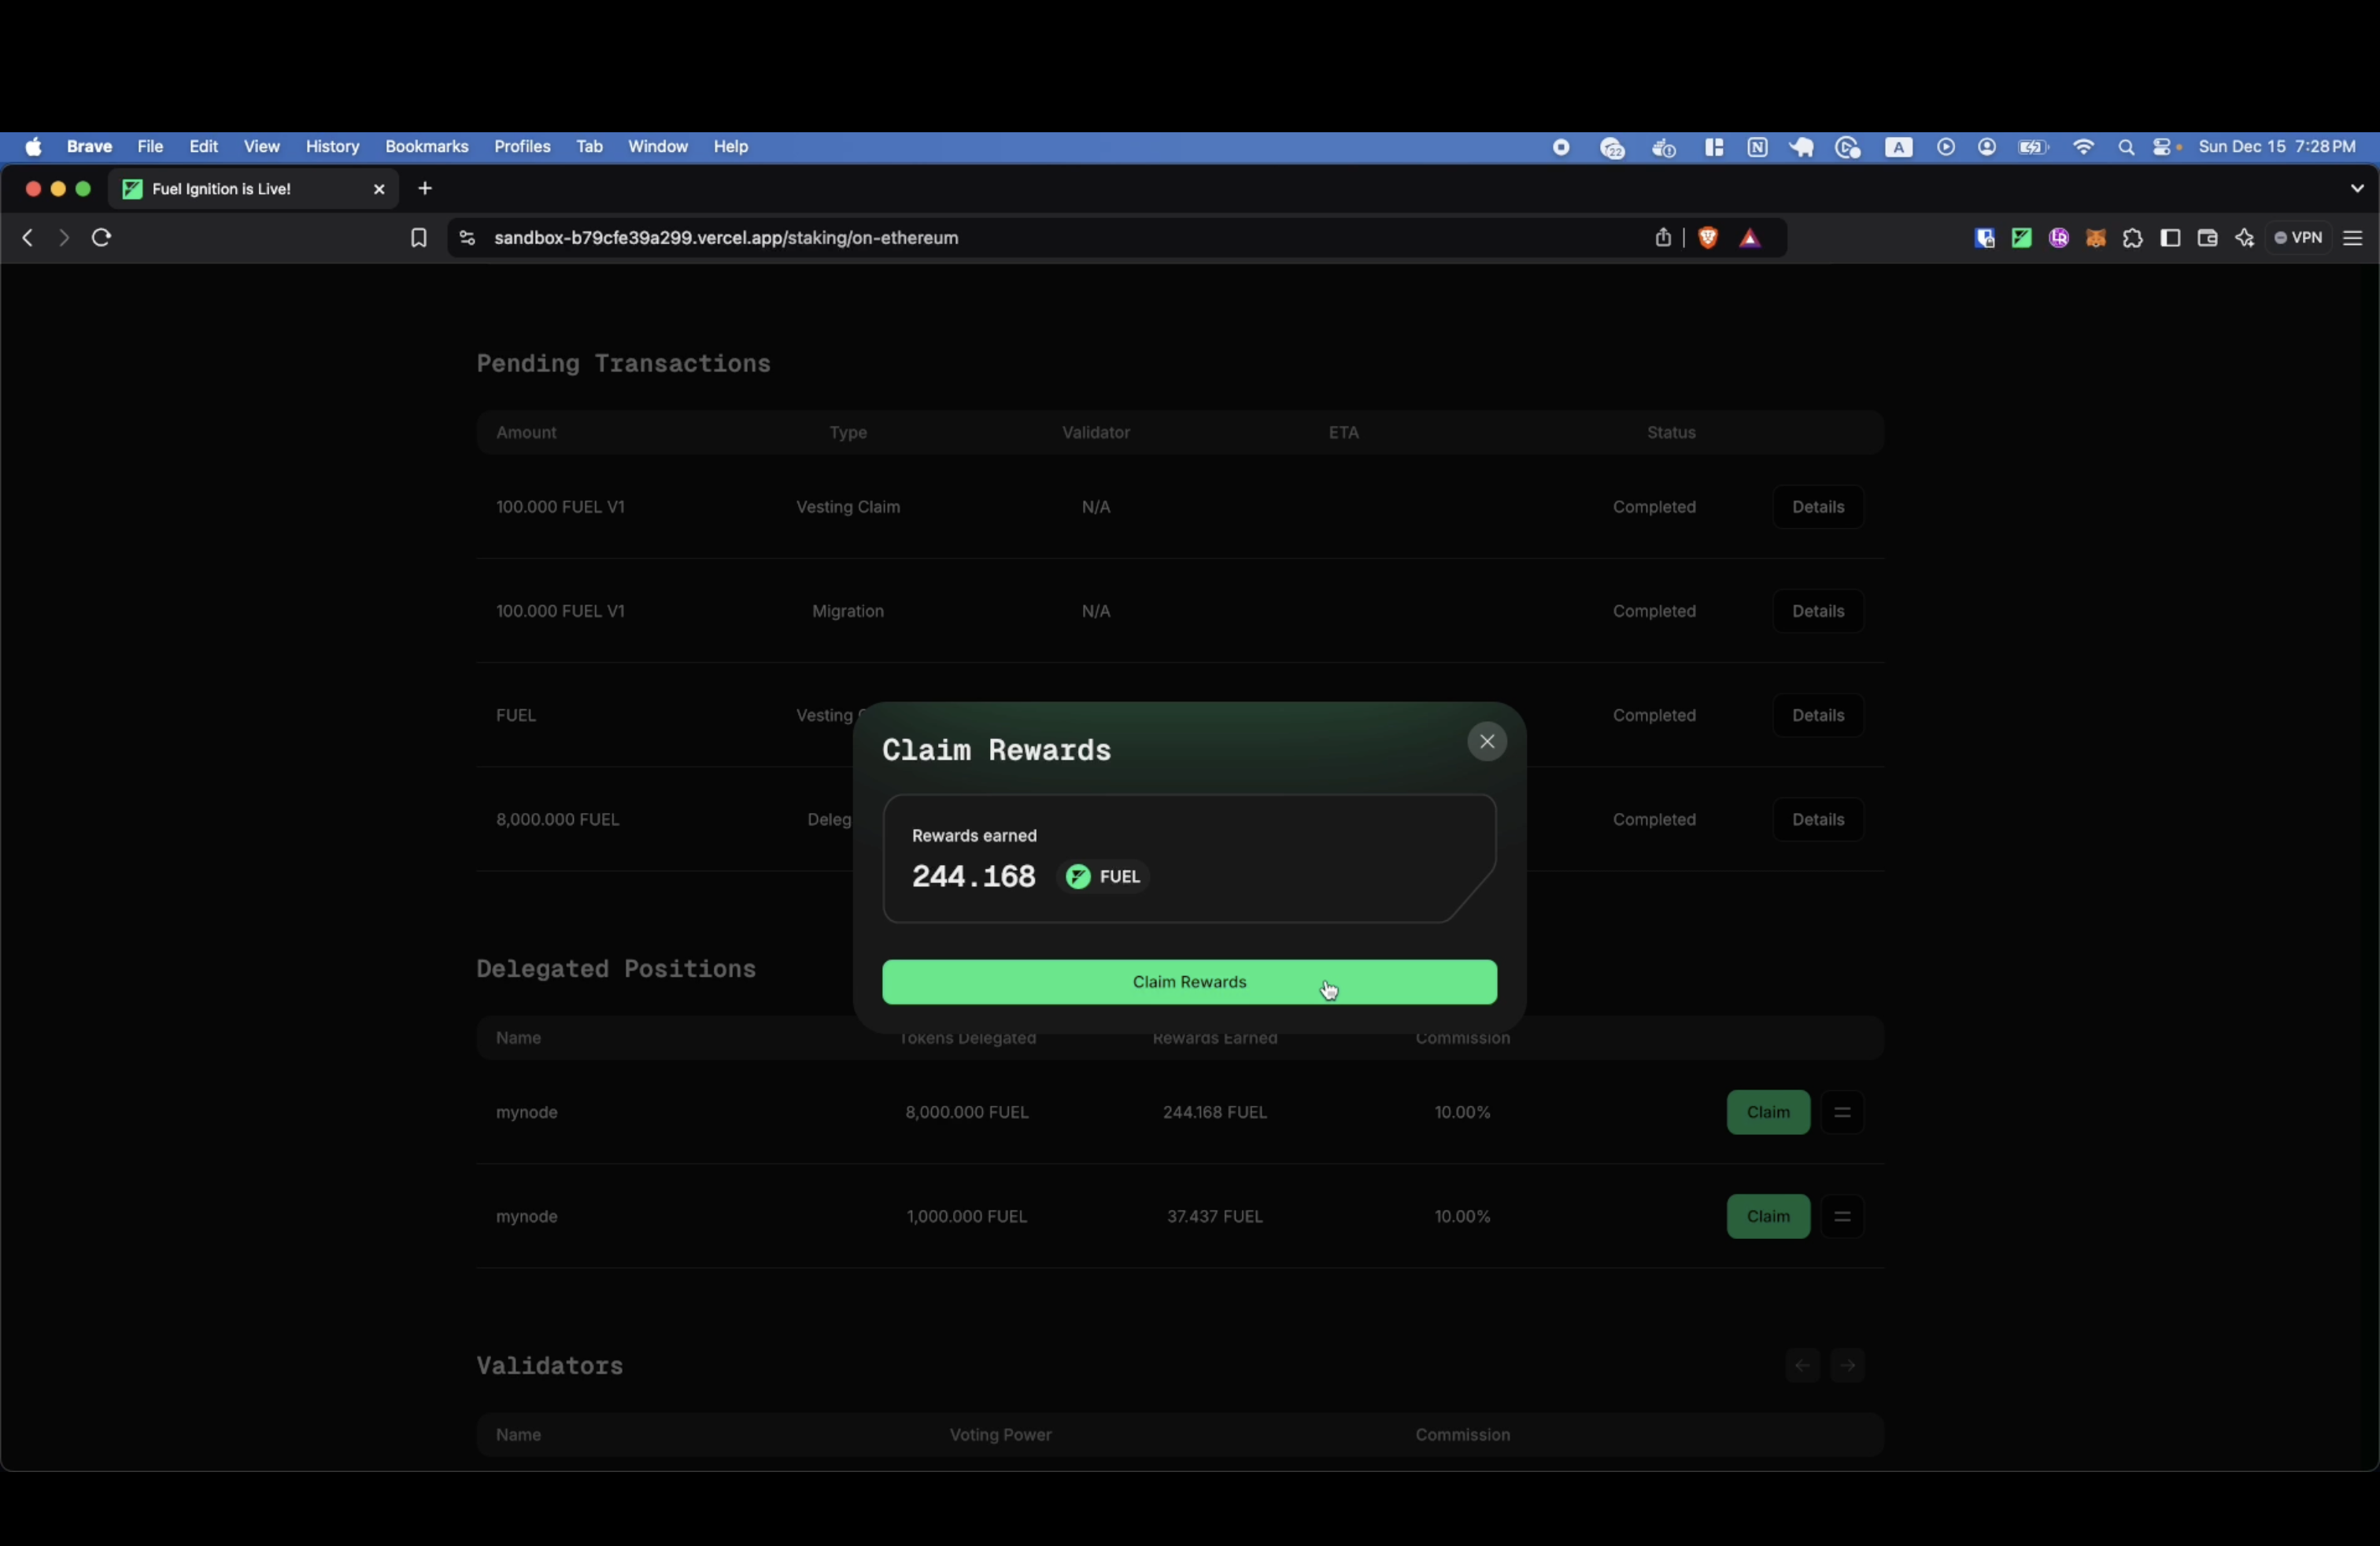 Brave File Edit View History Bookmarks Profiles Tab Window Help 22 A Sun Dec 15 7:28 PM
Fuel Ignition is Live!
sandbox-b79cfe39a299.vercel.app/staking/on-ethereum VPN
Pending Transactions
Amount Type Validator ETA Status
100.000 FUEL V1 Vesting Claim N/A Completed Details
100.000 FUEL V1 Migration N/A Completed Details
FUEL Vesting Completed Details
8,000.000 FUEL Deleg Completed Details
Claim Rewards
Rewards earned
244.168 FUEL
Claim Rewards
Delegated Positions
Name Tokens Delegated Rewards Earned Commission
mynode 8,000.000 FUEL 244.168 FUEL 10.00% Claim
mynode 1,000.000 FUEL 37.437 FUEL 10.00% Claim
Validators
Name Voting Power Commission